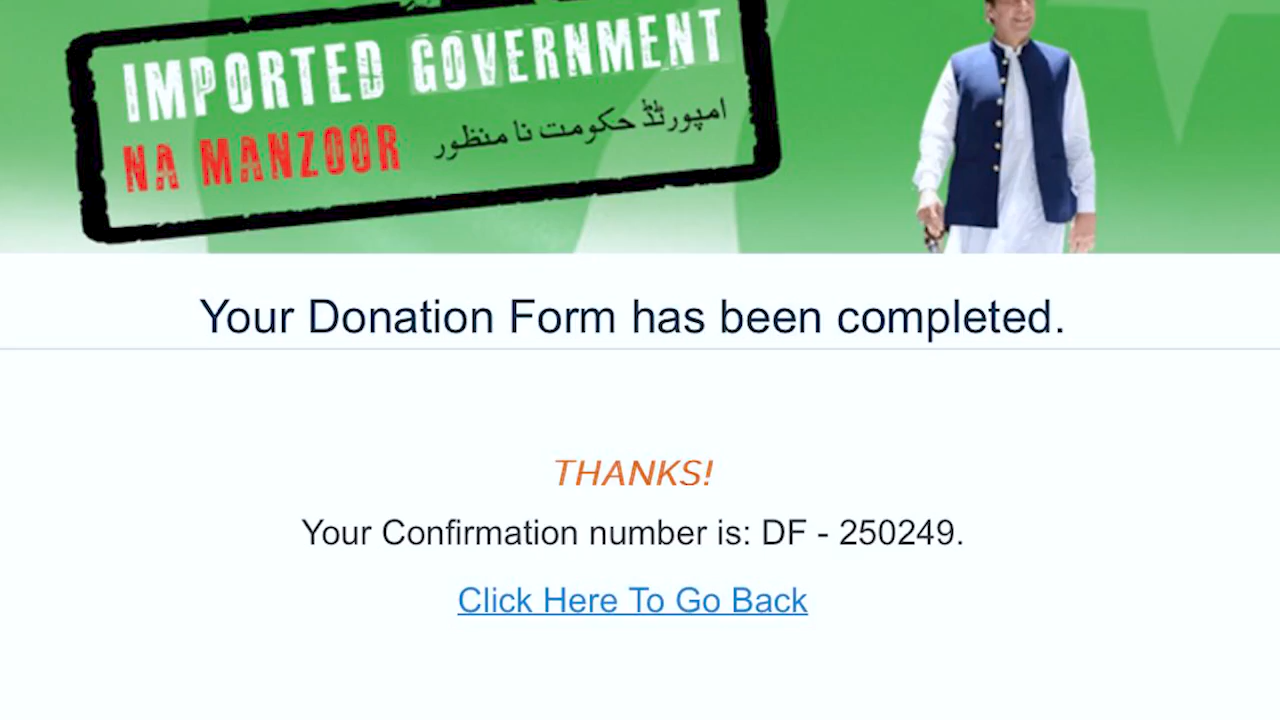 IMPORTED GOVERNMENT
NA MANZOOR
امپورٹڈ حکومت نا منظور
Your Donation Form has been completed.
THANKS!
Your Confirmation number is: DF - 250249.
Click Here To Go Back